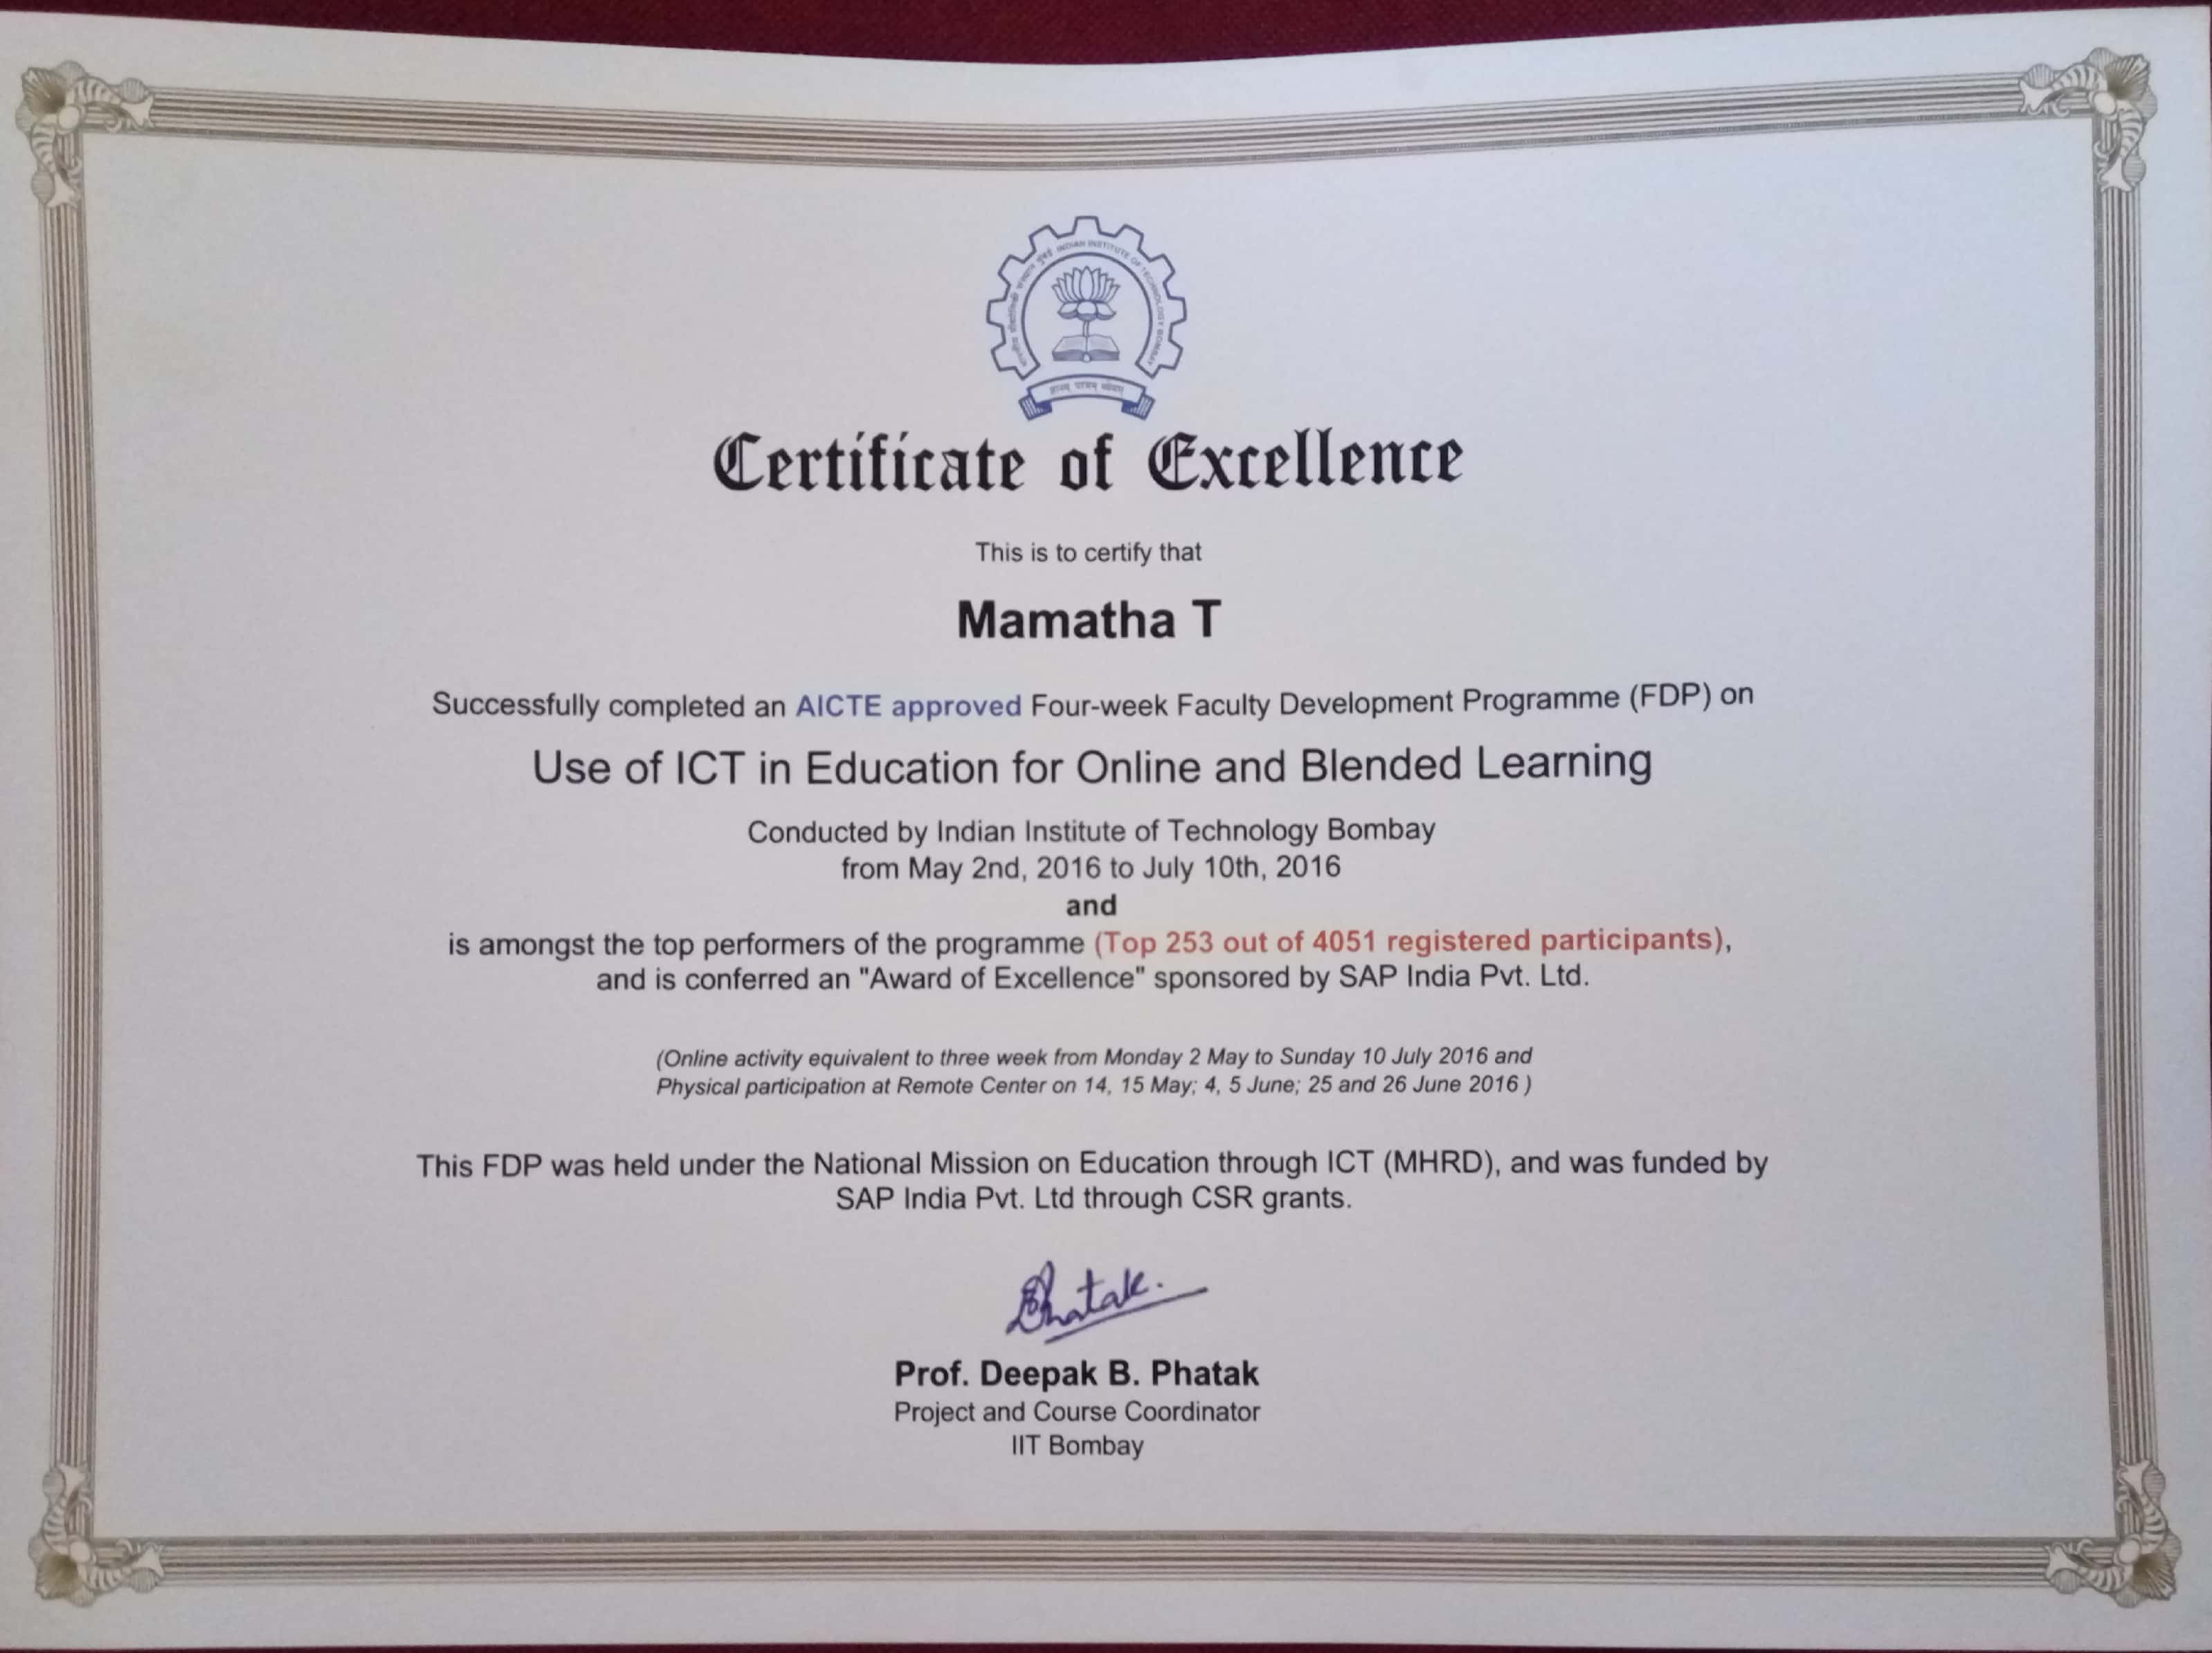 INDIAN INSTITUTE OF TECHNOLOGY BOMBAY
Certificate of Excellence
This is to certify that
Mamatha T
Successfully completed an AICTE approved Four-week Faculty Development Programme (FDP) on
Use of ICT in Education for Online and Blended Learning
Conducted by Indian Institute of Technology Bombay
from May 2nd, 2016 to July 10th, 2016
and
is amongst the top performers of the programme (Top 253 out of 4051 registered participants),
and is conferred an "Award of Excellence" sponsored by SAP India Pvt. Ltd.
(Online activity equivalent to three week from Monday 2 May to Sunday 10 July 2016 and
Physical participation at Remote Center on 14, 15 May; 4, 5 June; 25 and 26 June 2016 )
This FDP was held under the National Mission on Education through ICT (MHRD), and was funded by
SAP India Pvt. Ltd through CSR grants.
Prof. Deepak B. Phatak
Project and Course Coordinator
IIT Bombay